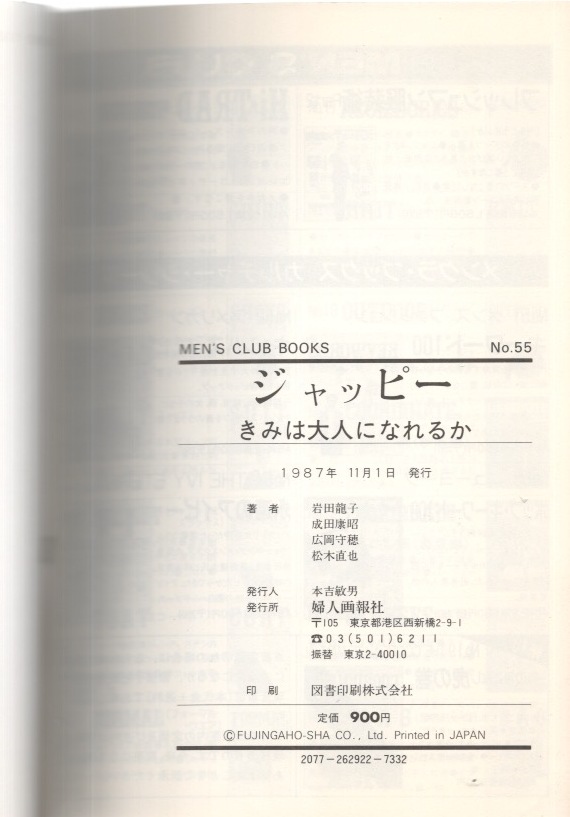 MEN'S CLUB BOOKS No.55
ジャッピー
きみは大人になれるか
1987年 11月1日 発行
著者 岩田龍子
成田康昭
広岡守穂
松木直也
発行人 本吉敏男
発行所 婦人画報社
〒105 東京都港区西新橋2-9-1
☎03(501)6211
振替 東京2-40010
印刷 図書印刷株式会社
定価 900円
©FUJINGAHO-SHA CO., Ltd. Printed in JAPAN
2077-262922-7332